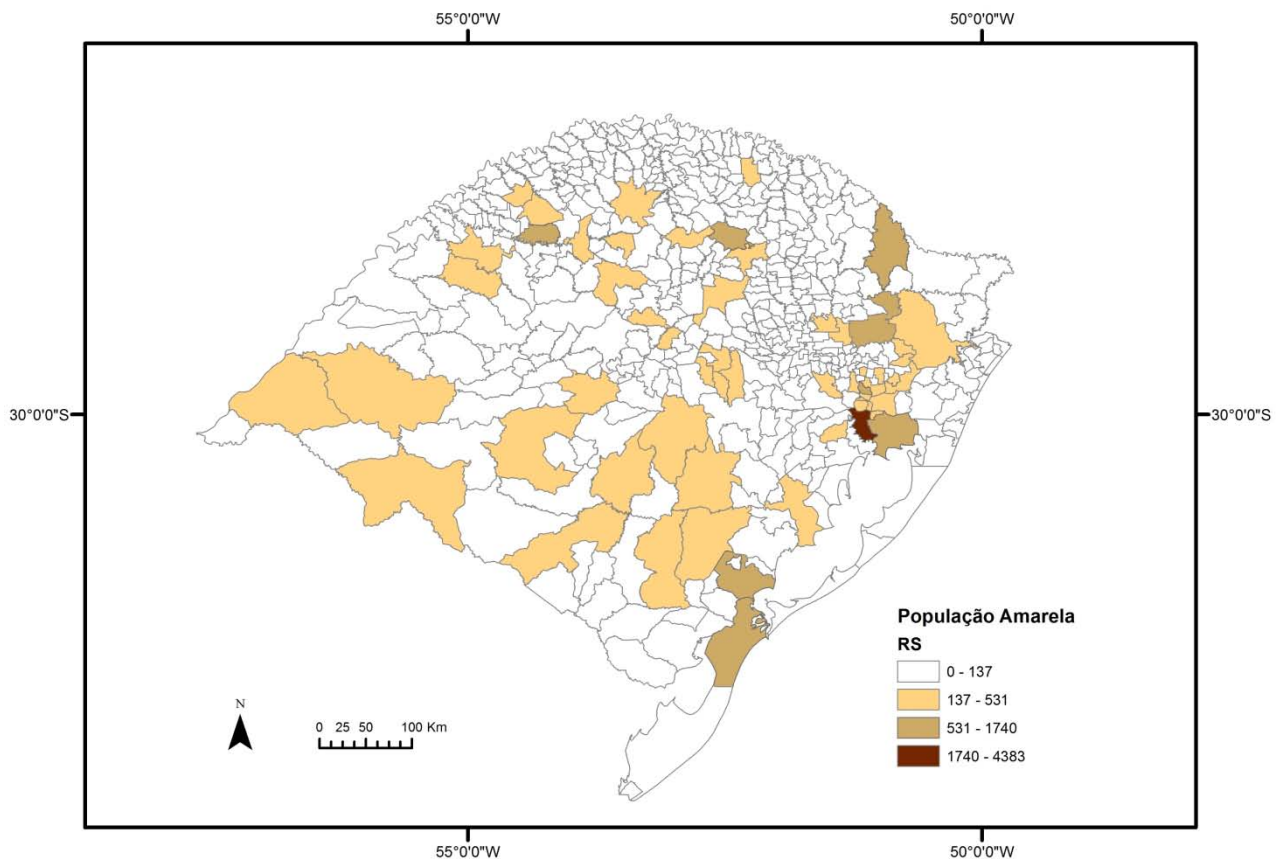 55°0'0"W 50°0'0"W
30°0'0"S 30°0'0"S
População Amarela
RS
0 - 137
137 - 531
531 - 1740
1740 - 4383
N
0 25 50 100 Km
55°0'0"W 50°0'0"W